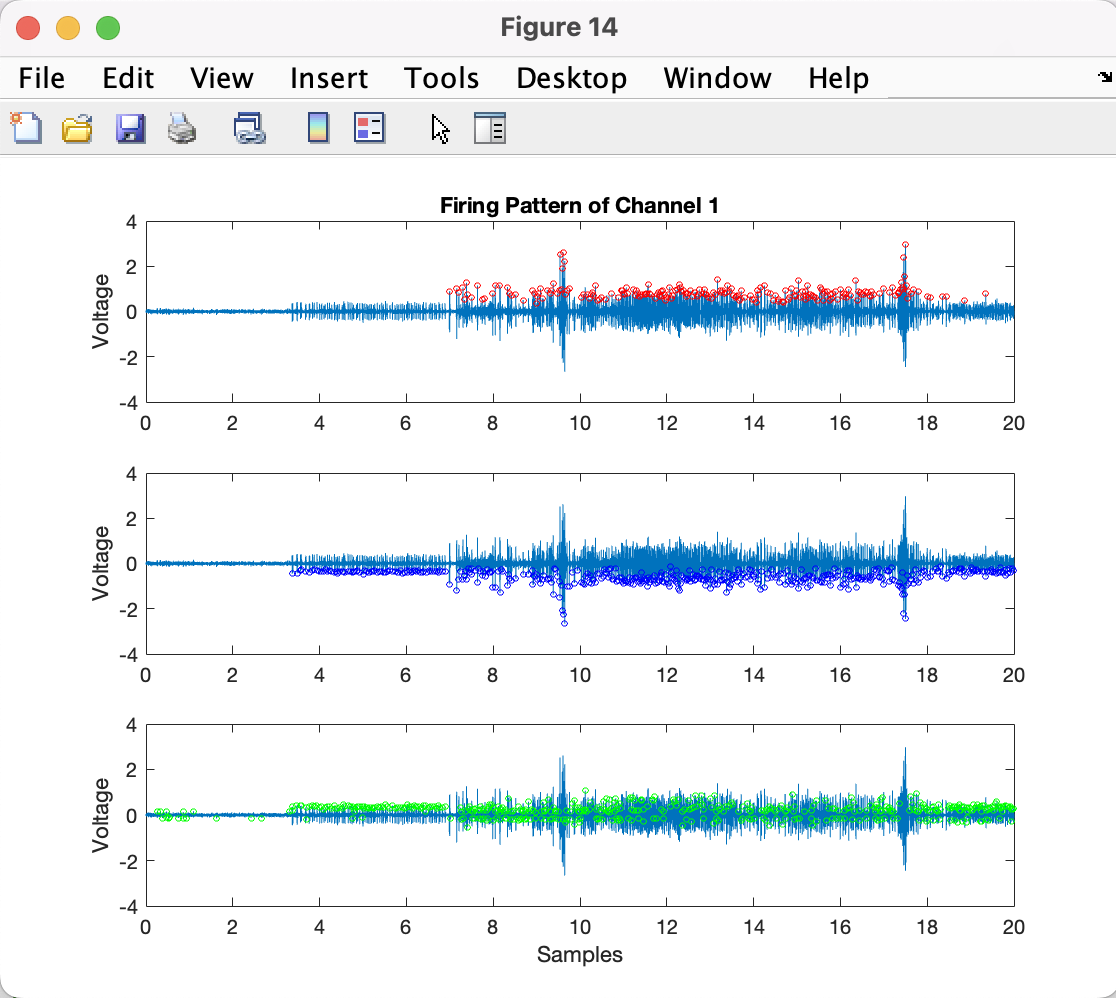 Figure 14
File Edit View Insert Tools Desktop Window Help
Firing Pattern of Channel 1
4
2
0
-2
-4
Voltage
0 2 4 6 8 10 12 14 16 18 20
4
2
0
-2
-4
Voltage
0 2 4 6 8 10 12 14 16 18 20
4
2
0
-2
-4
Voltage
0 2 4 6 8 10 12 14 16 18 20
Samples